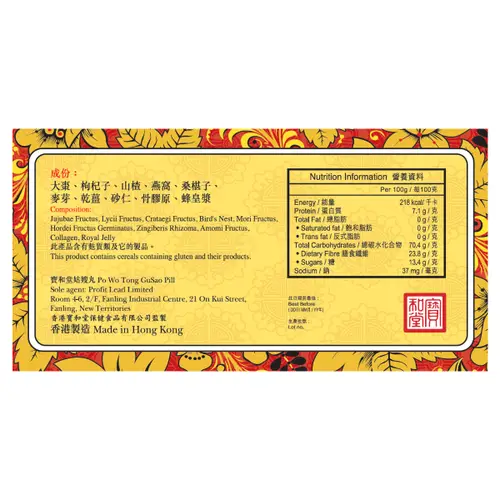 成份：
大棗、枸杞子、山楂、燕窩、桑椹子、
麥芽、乾薑、砂仁、骨膠原、蜂皇漿
Composition:
Jujubae Fructus, Lycii Fructus, Crataegi Fructus, Bird's Nest, Mori Fructus,
Hordei Fructus Germinatus, Zingiberis Rhizoma, Amomi Fructus,
Collagen, Royal Jelly
此產品含有麩質類及它的製品。
This product contains cereals containing gluten and their products.
寶和堂姑嫂丸 Po Wo Tong GuSao Pill
Sole agent: Profit Lead Limited
Room 4-6, 2/F, Fanling Industrial Centre, 21 On Kui Street,
Fanling, New Territories
香港寶和堂保健食品有限公司監製
香港製造 Made in Hong Kong
Nutrition Information 營養資料
Per 100g / 每100克
Energy / 能量 218 kcal/千卡
Protein / 蛋白質 7.1 g / 克
Total Fat / 總脂肪 0 g / 克
• Saturated fat / 飽和脂肪 0 g / 克
• Trans fat / 反式脂肪 0 g / 克
Total Carbohydrates / 總碳水化合物 70.4 g / 克
• Dietary Fibre / 膳食纖維 23.8 g / 克
• Sugars / 糖 13.4 g / 克
Sodium / 鈉 37 mg / 毫克
此日期前最佳：
Best Before
Lot no.
寶和堂